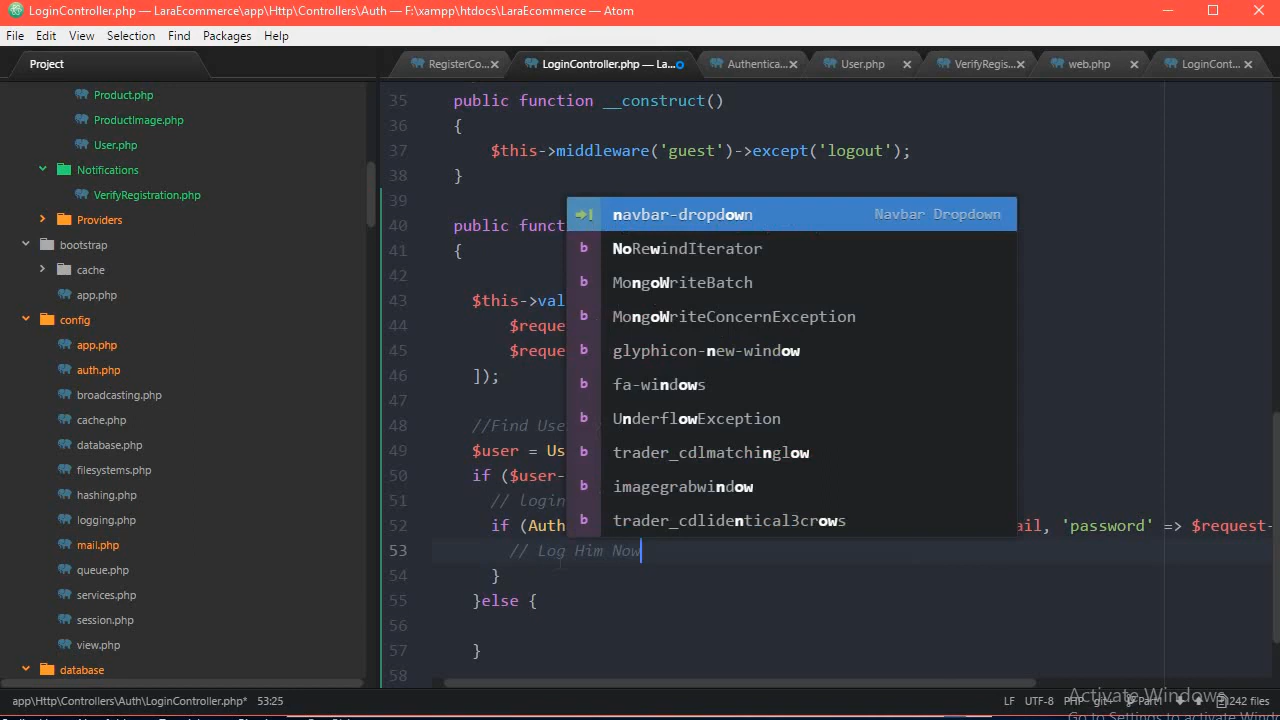 LoginController.php — LaraEcommerce\app\Http\Controllers\Auth — F:\xampp\htdocs\LaraEcommerce — Atom
File Edit View Selection Find Packages Help
Project
RegisterCo... LoginController.php — La... Authentica... User.php VerifyRegis... web.php LoginCont...
Product.php
ProductImage.php
User.php
Notifications
VerifyRegistration.php
Providers
bootstrap
cache
app.php
config
app.php
auth.php
broadcasting.php
cache.php
database.php
filesystems.php
hashing.php
logging.php
mail.php
queue.php
services.php
session.php
view.php
database
35 public function __construct()
36 {
37 $this->middleware('guest')->except('logout');
38 }
39
40 public funct
41 {
42
43 $this->val
44 $reque
45 $reque
46 ]);
47
48 //Find Use
49 $user = Us
50 if ($user-
51 // login
52 if (Auth ail, 'password' => $request-
53 // Log Him Now
54 }
55 }else {
56
57 }
58
navbar-dropdown Navbar Dropdown
b NoRewindIterator
b MongoWriteBatch
b MongoWriteConcernException
b glyphicon-new-window
b fa-windows
b UnderflowException
b trader_cdlmatchinglow
b imagegrabwindow
b trader_cdlidentical3crows
app\Http\Controllers\Auth\LoginController.php* 53:25
LF UTF-8 PHP Part1 242 files
Activate Windows
Go to Settings to activate Wind